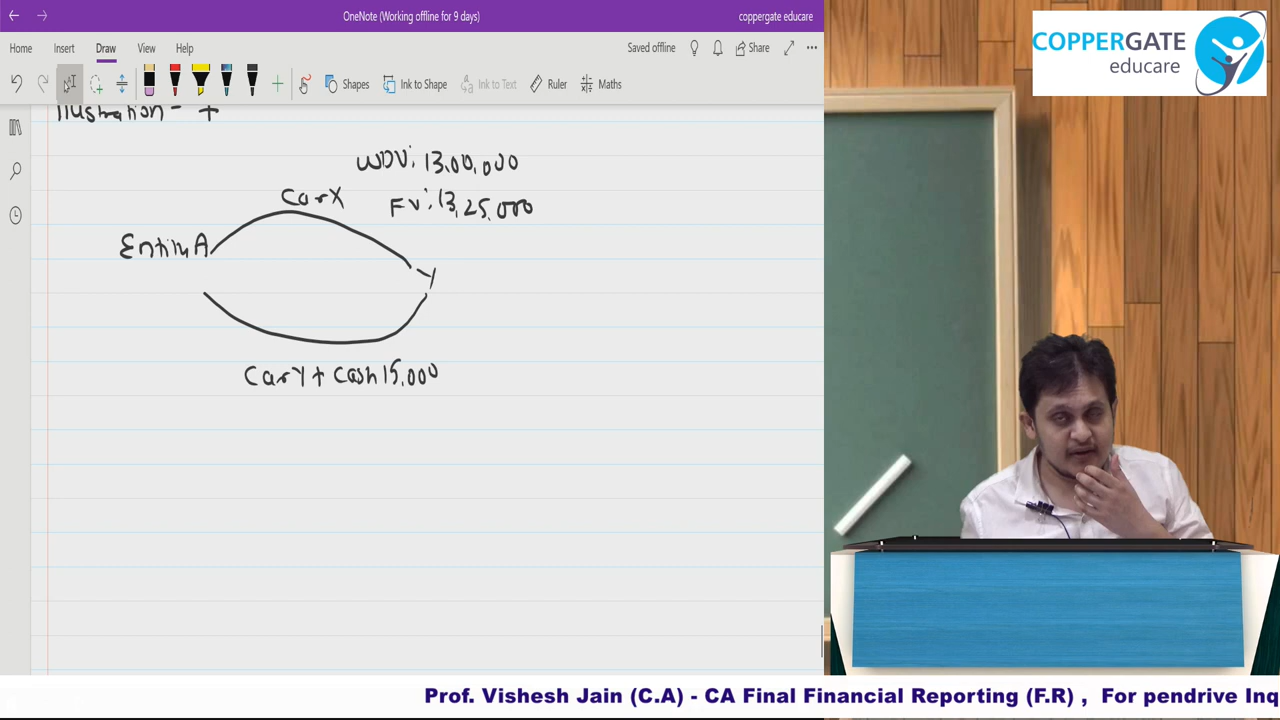 OneNote (Working offline for 9 days)
coppergate educare
Home Insert Draw View Help
Saved offline Share
Shapes Ink to Shape Ink to Text Ruler Maths
COPPERGATE
educare
Illustration - 7
WDV: 13,00,000
Car X
FV: 13,25,000
Entity A
Y
Car Y + Cash 15,000
Prof. Vishesh Jain (C.A) - CA Final Financial Reporting (F.R) , For pendrive Inq